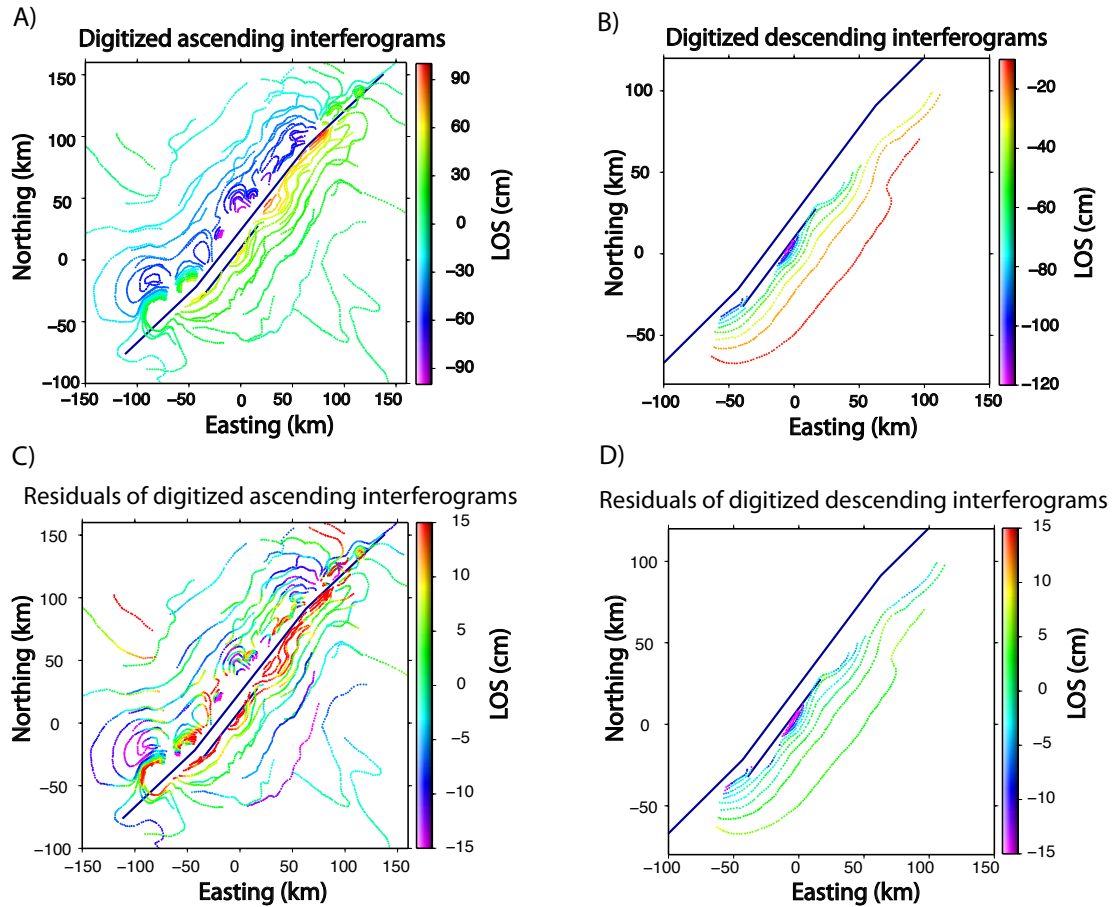 A)
Digitized ascending interferograms
150
100
50
0
−50
−100
−150 −100 −50 0 50 100 150
Northing (km)
Easting (km)
90
60
30
0
−30
−60
−90
LOS (cm)
B)
Digitized descending interferograms
100
50
0
−50
−100 −50 0 50 100 150
Northing (km)
Easting (km)
−20
−40
−60
−80
−100
−120
LOS (cm)
C)
Residuals of digitized ascending interferograms
150
100
50
0
−50
−100
−150 −100 −50 0 50 100 150
Northing (km)
Easting (km)
15
10
5
0
−5
−10
−15
LOS (cm)
D)
Residuals of digitized descending interferograms
100
50
0
−50
−100 −50 0 50 100 150
Northing (km)
Easting (km)
15
10
5
0
−5
−10
−15
LOS (cm)